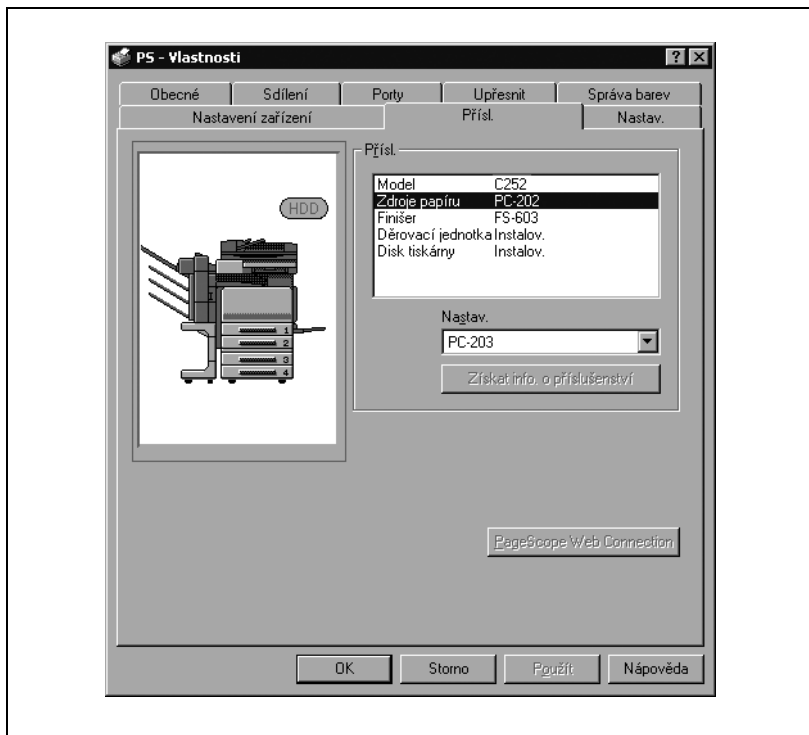 PS - Vlastnosti
Obecné Sdílení Porty Upřesnit Správa barev
Nastavení zařízení Přísl. Nastav.
Přísl.
HDD
Model C252
Zdroje papíru PC-202
Finišer FS-603
Děrovací jednotka Instalov.
Disk tiskárny Instalov.
1
2
3
4
Nastav.
PC-203
Získat info. o příslušenství
PageScope Web Connection
OK Storno Použít Nápověda